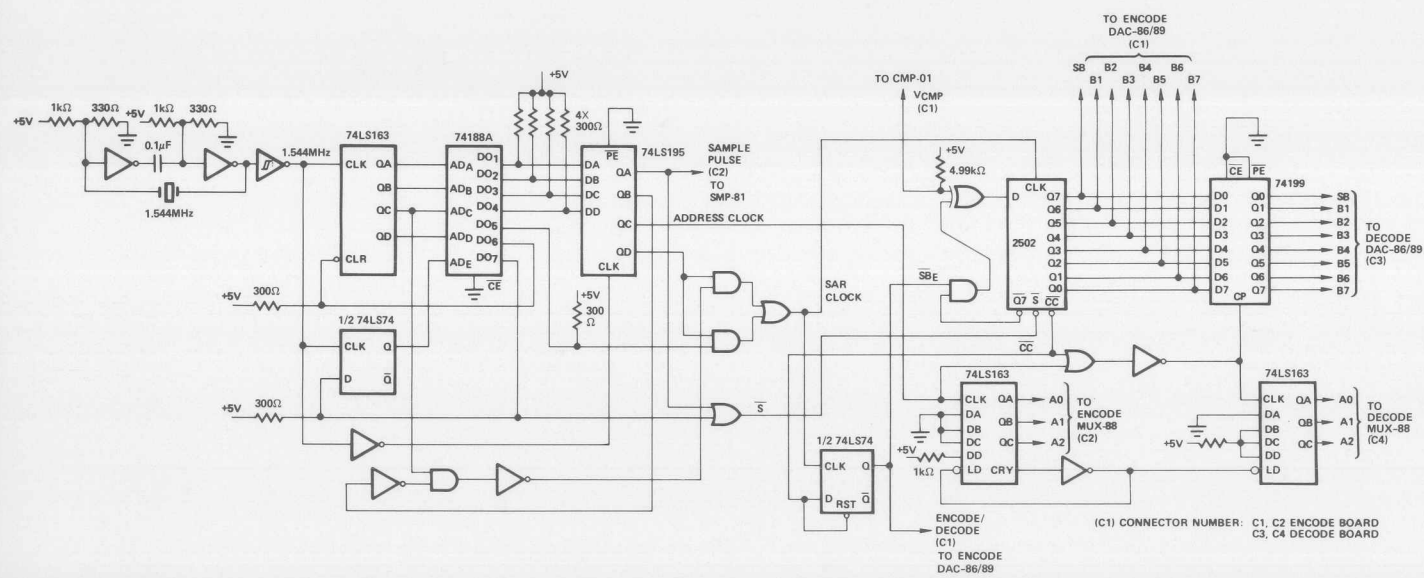 TO ENCODE
DAC-86/89
(C1)
SB B2 B4 B6
B1 B3 B5 B7
TO CMP-01
VCMP
(C1)
+5V
1kΩ 330Ω +5V 1kΩ 330Ω
+5V
0.1µF
1.544MHz
1.544MHz
74LS163
CLK QA
QB
QC
QD
CLR
+5V 300Ω
74188A
ADA DO1
ADB DO2
ADC DO3
ADD DO4
ADE DO5
DO6
DO7
CE
4X
300Ω
74LS195
PE
DA QA
DB QB
DC QC
DD QD
CLK
SAMPLE
PULSE
(C2)
TO
SMP-81
ADDRESS CLOCK
+5V
300
Ω
1/2 74LS74
CLK Q
D Q̅
+5V 300Ω
SAR
CLOCK
S̅
+5V
4.99kΩ
SBE
CLK
D Q7
Q6
Q5
Q4
2502 Q3
Q2
Q1
Q0
Q̅7 S CC
CC
CE PE
74199
D0 Q0
D1 Q1
D2 Q2
D3 Q3
D4 Q4
D5 Q5
D6 Q6
D7 Q7
CP
SB
B1
B2
B3
B4
B5
B6
B7
TO
DECODE
DAC-86/89
(C3)
1/2 74LS74
CLK Q
D Q̅
RST
ENCODE/
DECODE
(C1)
TO ENCODE
DAC-86/89
74LS163
CLK QA A0
DA
DB QB A1
DC QC A2
DD
LD CRY
+5V
1kΩ
TO
ENCODE
MUX-88
(C2)
74LS163
CLK QA A0
DA
DB QB A1
DC QC A2
DD
LD
+5V
TO
DECODE
MUX-88
(C4)
(C1) CONNECTOR NUMBER: C1, C2 ENCODE BOARD
C3, C4 DECODE BOARD